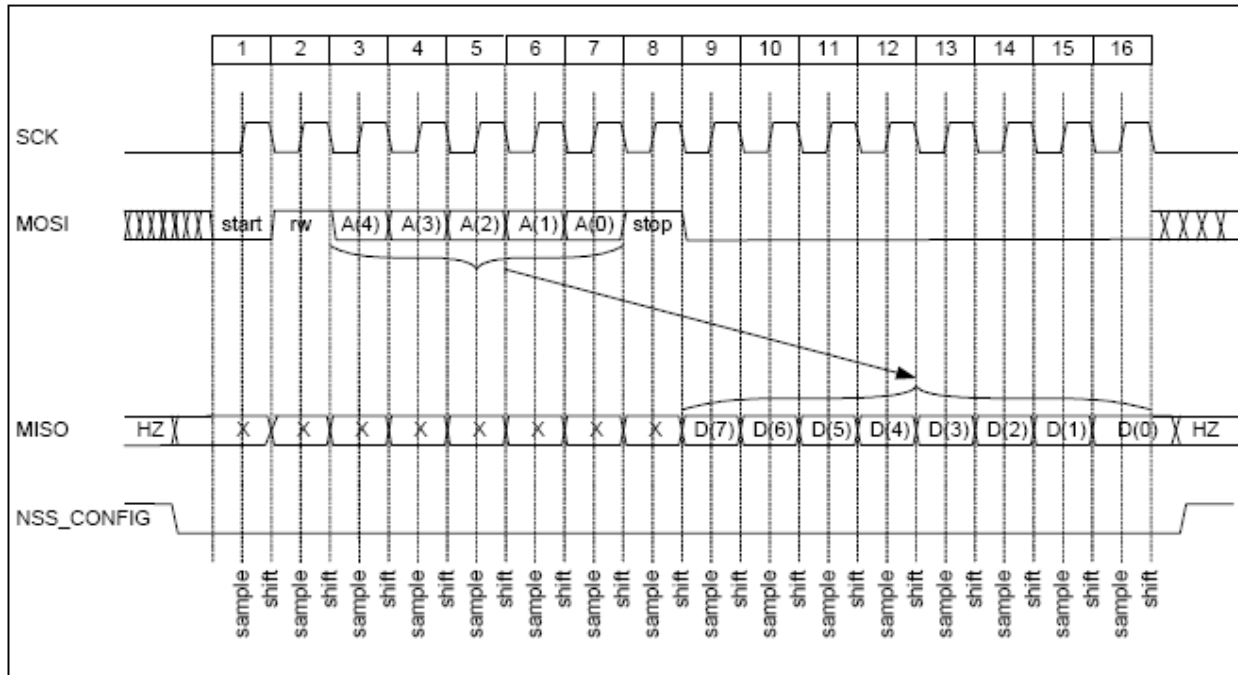 1 2 3 4 5 6 7 8 9 10 11 12 13 14 15 16
SCK
MOSI start rw A(4) A(3) A(2) A(1) A(0) stop
MISO HZ X X X X X X X X D(7) D(6) D(5) D(4) D(3) D(2) D(1) D(0) HZ
NSS_CONFIG
sample shift sample shift sample shift sample shift sample shift sample shift sample shift sample shift sample shift sample shift sample shift sample shift sample shift sample shift sample shift sample shift